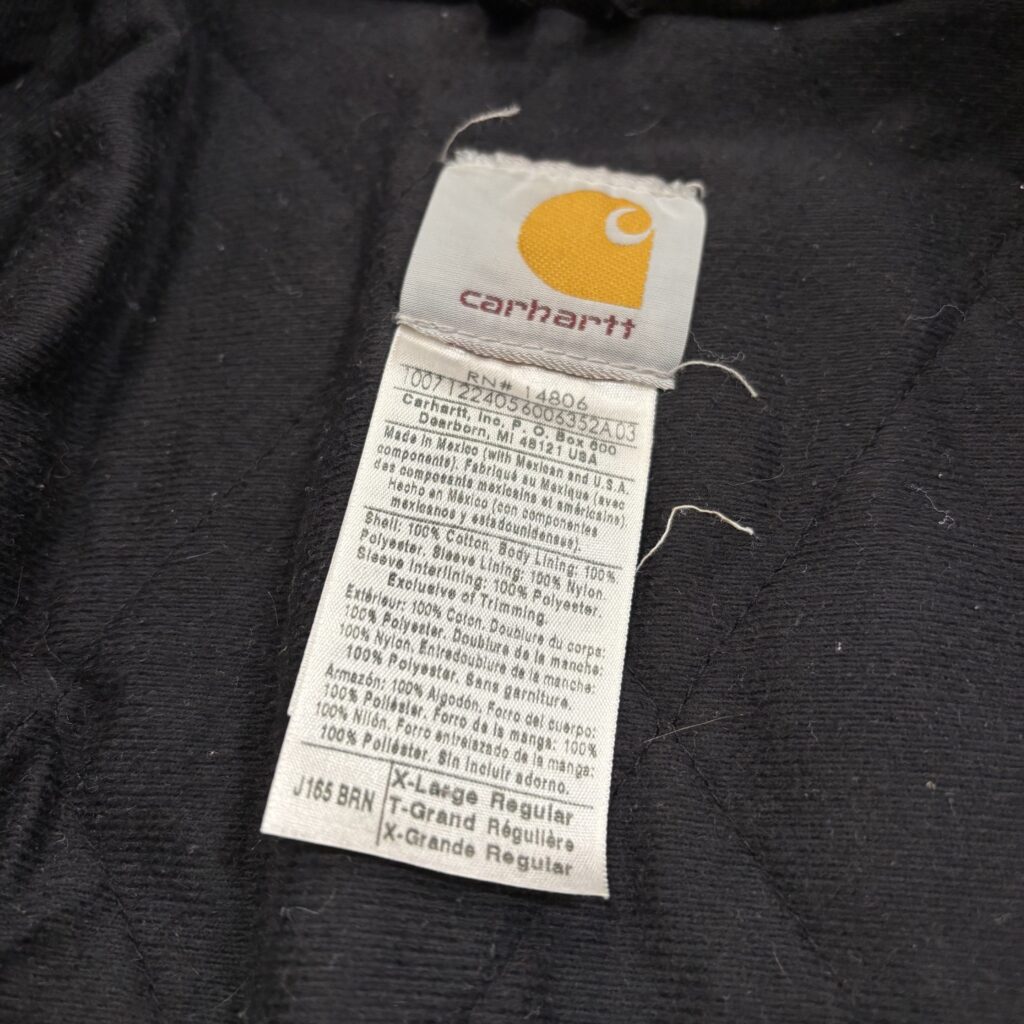 carhartt
RN# 14806
10071224056006352A 03
Carhartt, Inc. P. O. Box 600
Dearborn, MI 48121 USA
Made in Mexico (with Mexican and U.S.A.
components). Fabriqué au Mexique (avec
des composants mexicains et américains).
Hecho en México (con componentes
mexicanos y estadounidenses).
Shell: 100% Cotton. Body Lining: 100%
Polyester. Sleeve Lining: 100% Nylon.
Sleeve Interlining: 100% Polyester.
Exclusive of Trimming.
Extérieur: 100% Coton. Doublure du corps:
100% Polyester. Doublure de la manche:
100% Nylon. Entredoublure de la manche:
100% Polyester. Sans garniture.
Armazón: 100% Algodón. Forro del cuerpo:
100% Poliéster. Forro de la manga: 100%
100% Nilón. Forro entrelazado de la manga:
100% Poliéster. Sin incluir adorno.
J165 BRN
X-Large Regular
T-Grand Régulière
X-Grande Regular